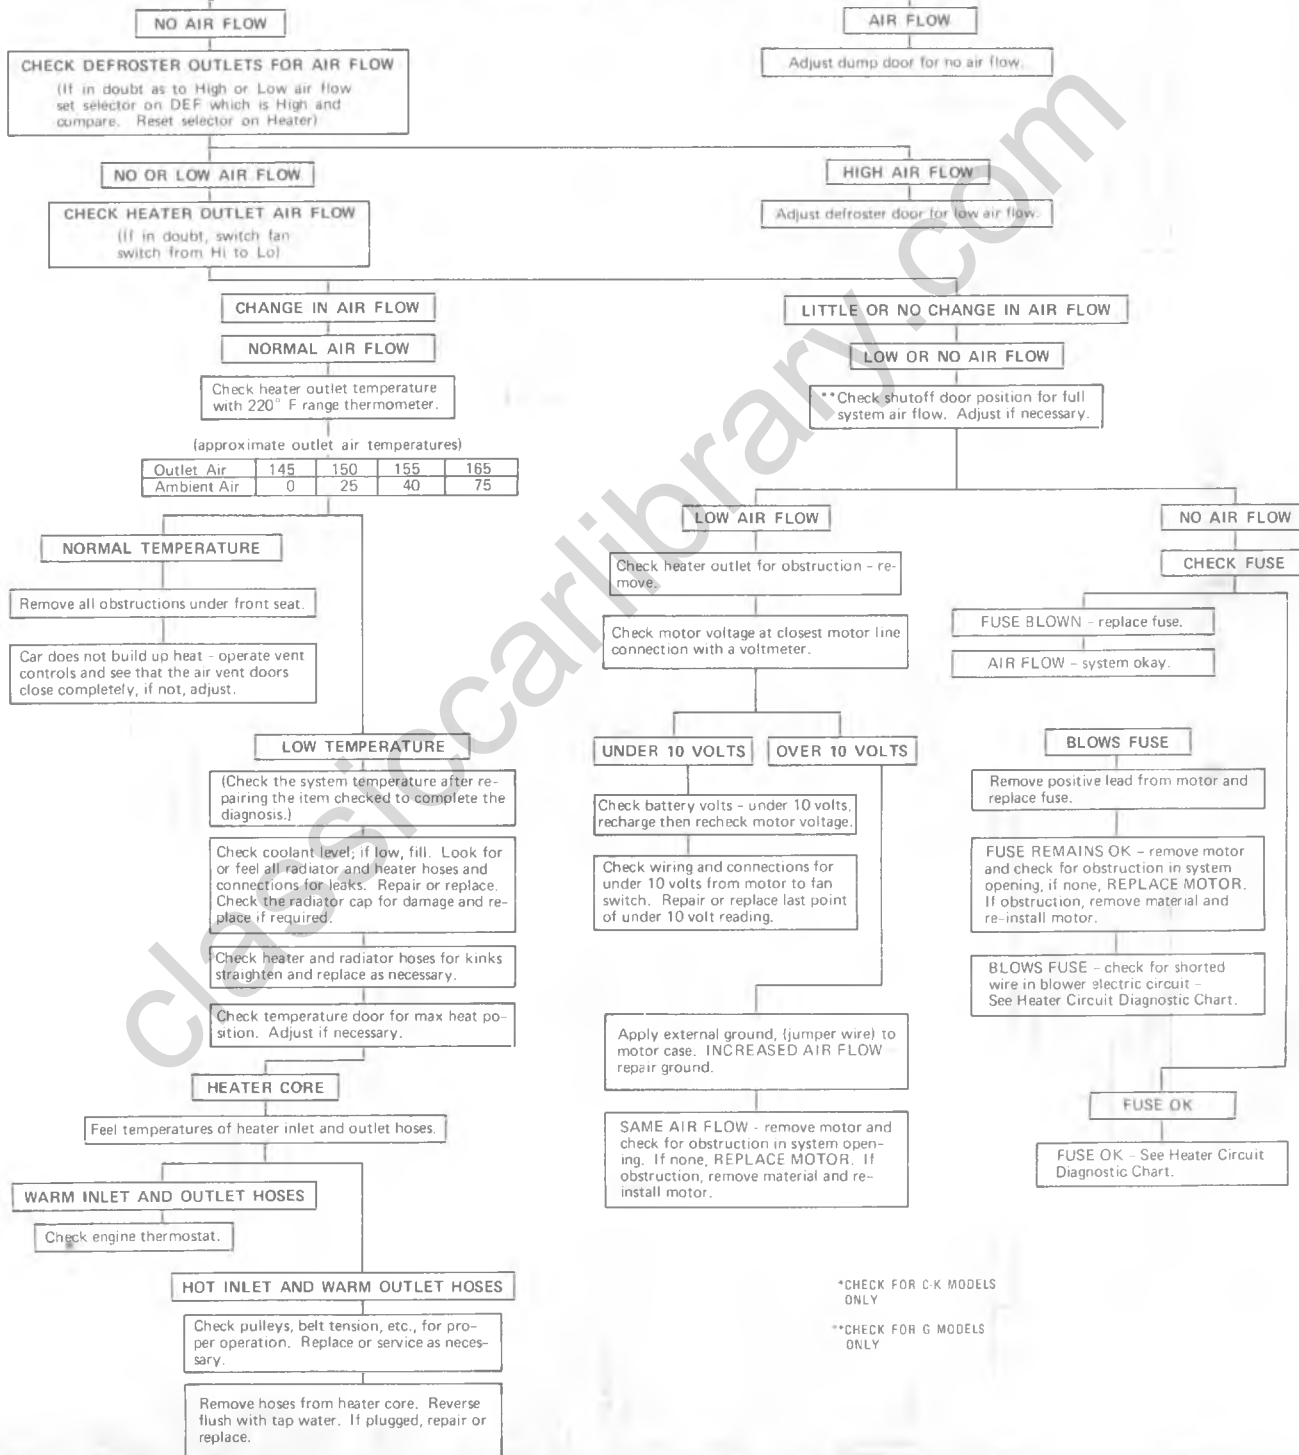 NO AIR FLOW
AIR FLOW
CHECK DEFROSTER OUTLETS FOR AIR FLOW
(If in doubt as to High or Low air flow
set selector on DEF which is High and
compare. Reset selector on Heater)
Adjust dump door for no air flow.
NO OR LOW AIR FLOW
HIGH AIR FLOW
CHECK HEATER OUTLET AIR FLOW
(If in doubt, switch fan
switch from Hi to Lo)
Adjust defroster door for low air flow.
CHANGE IN AIR FLOW
NORMAL AIR FLOW
Check heater outlet temperature
with 220° F range thermometer.
(approximate outlet air temperatures)
Outlet Air 145 150 155 165
Ambient Air 0 25 40 75
LITTLE OR NO CHANGE IN AIR FLOW
LOW OR NO AIR FLOW
**Check shutoff door position for full
system air flow. Adjust if necessary.
NORMAL TEMPERATURE
Remove all obstructions under front seat.
Car does not build up heat - operate vent
controls and see that the air vent doors
close completely, if not, adjust.
LOW TEMPERATURE
(Check the system temperature after re-
pairing the item checked to complete the
diagnosis.)
Check coolant level; if low, fill. Look for
or feel all radiator and heater hoses and
connections for leaks. Repair or replace.
Check the radiator cap for damage and re-
place if required.
Check heater and radiator hoses for kinks
straighten and replace as necessary.
Check temperature door for max heat po-
sition. Adjust if necessary.
HEATER CORE
Feel temperatures of heater inlet and outlet hoses.
WARM INLET AND OUTLET HOSES
Check engine thermostat.
HOT INLET AND WARM OUTLET HOSES
Check pulleys, belt tension, etc., for pro-
per operation. Replace or service as neces-
sary.
Remove hoses from heater core. Reverse
flush with tap water. If plugged, repair or
replace.
LOW AIR FLOW
Check heater outlet for obstruction - re-
move.
Check motor voltage at closest motor line
connection with a voltmeter.
UNDER 10 VOLTS
OVER 10 VOLTS
Check battery volts - under 10 volts,
recharge then recheck motor voltage.
Check wiring and connections for
under 10 volts from motor to fan
switch. Repair or replace last point
of under 10 volt reading.
Apply external ground, (jumper wire) to
motor case. INCREASED AIR FLOW
repair ground.
SAME AIR FLOW - remove motor and
check for obstruction in system open-
ing. If none, REPLACE MOTOR. If
obstruction, remove material and re-
install motor.
NO AIR FLOW
CHECK FUSE
FUSE BLOWN - replace fuse.
AIR FLOW - system okay.
BLOWS FUSE
Remove positive lead from motor and
replace fuse.
FUSE REMAINS OK - remove motor
and check for obstruction in system
opening, if none, REPLACE MOTOR.
If obstruction, remove material and
re-install motor.
BLOWS FUSE - check for shorted
wire in blower electric circuit -
See Heater Circuit Diagnostic Chart.
FUSE OK
FUSE OK - See Heater Circuit
Diagnostic Chart.
*CHECK FOR C-K MODELS
ONLY
**CHECK FOR G MODELS
ONLY
classiccarlibrary.com